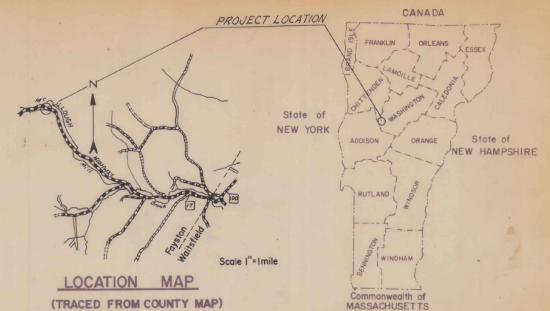 PROJECT LOCATION
CANADA
GRAND ISLE
FRANKLIN
ORLEANS
ESSEX
LAMOILLE
CHITTENDEN
WASHINGTON
CALEDONIA
State of
NEW YORK
ADDISON
ORANGE
State of
NEW HAMPSHIRE
RUTLAND
WINDSOR
BENNINGTON
WINDHAM
Commonwealth of
MASSACHUSETTS
N
17
100
Fayston
Waitsfield
Scale 1"=1mile
LOCATION MAP
(TRACED FROM COUNTY MAP)